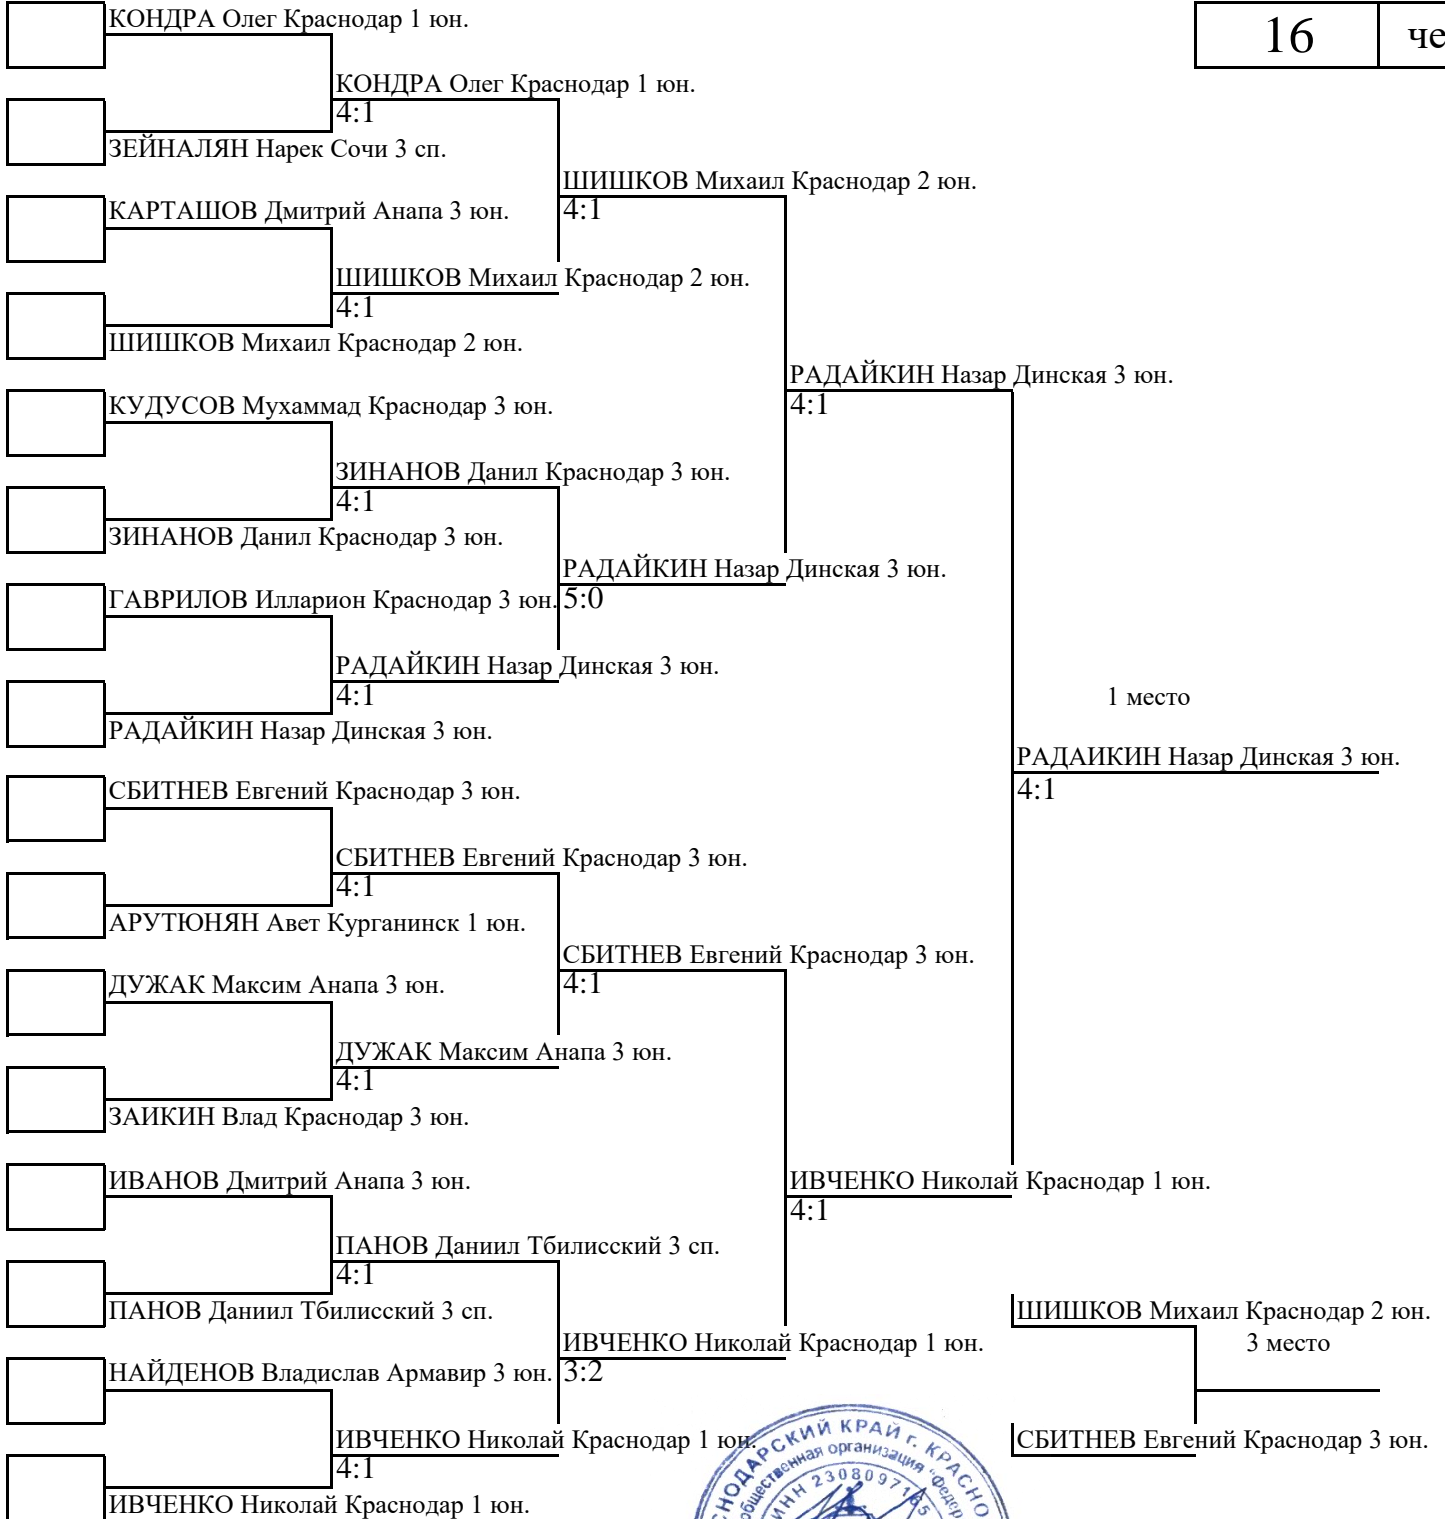 КОНДРА Олег Краснодар 1 юн.
16
че
КОНДРА Олег Краснодар 1 юн.
4:1
ЗЕЙНАЛЯН Нарек Сочи 3 сп.
ШИШКОВ Михаил Краснодар 2 юн.
4:1
КАРТАШОВ Дмитрий Анапа 3 юн.
ШИШКОВ Михаил Краснодар 2 юн.
4:1
ШИШКОВ Михаил Краснодар 2 юн.
РАДАЙКИН Назар Динская 3 юн.
4:1
КУДУСОВ Мухаммад Краснодар 3 юн.
ЗИНАНОВ Данил Краснодар 3 юн.
4:1
ЗИНАНОВ Данил Краснодар 3 юн.
РАДАЙКИН Назар Динская 3 юн.
5:0
ГАВРИЛОВ Илларион Краснодар 3 юн.
РАДАЙКИН Назар Динская 3 юн.
4:1
РАДАЙКИН Назар Динская 3 юн.
1 место
РАДАИКИН Назар Динская 3 юн.
4:1
СБИТНЕВ Евгений Краснодар 3 юн.
СБИТНЕВ Евгений Краснодар 3 юн.
4:1
АРУТЮНЯН Авет Курганинск 1 юн.
СБИТНЕВ Евгений Краснодар 3 юн.
4:1
ДУЖАК Максим Анапа 3 юн.
ДУЖАК Максим Анапа 3 юн.
4:1
ЗАИКИН Влад Краснодар 3 юн.
ИВАНОВ Дмитрий Анапа 3 юн.
ИВЧЕНКО Николай Краснодар 1 юн.
4:1
ПАНОВ Даниил Тбилисский 3 сп.
4:1
ПАНОВ Даниил Тбилисский 3 сп.
ШИШКОВ Михаил Краснодар 2 юн.
3 место
ИВЧЕНКО Николай Краснодар 1 юн.
3:2
НАЙДЕНОВ Владислав Армавир 3 юн.
ИВЧЕНКО Николай Краснодар 1 юн.
4:1
СБИТНЕВ Евгений Краснодар 3 юн.
ИВЧЕНКО Николай Краснодар 1 юн.
СНОДАРСКИЙ КРАЙ г. КРАСНО
общественная организация "Федер
ИНН 2308097165